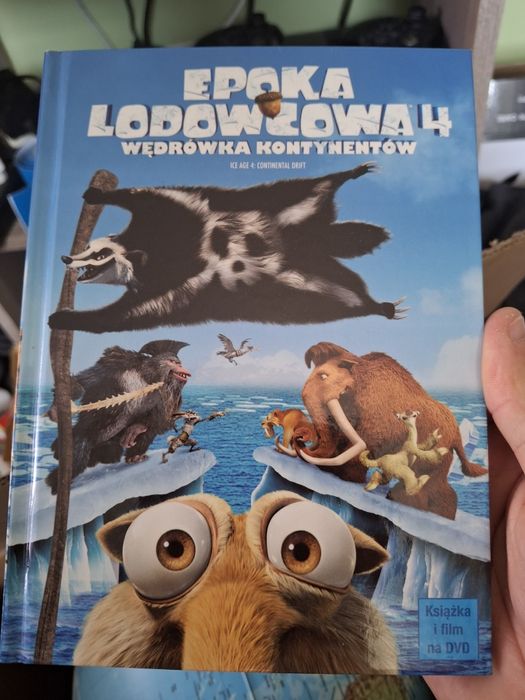 EPOKA
LODOWCOWA 4
WĘDRÓWKA KONTYNENTÓW
ICE AGE 4: CONTINENTAL DRIFT
Książka
i film
na DVD